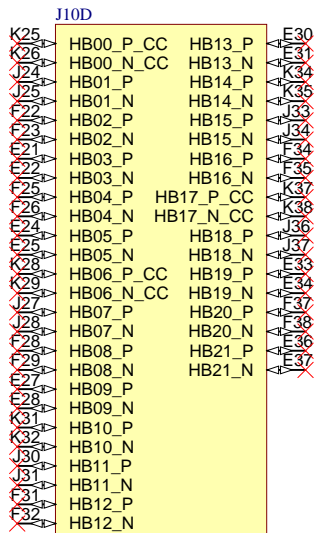 J10D
K25 HB00_P_CC HB13_P E30
K26 HB00_N_CC HB13_N E31
J24 HB01_P HB14_P K34
J25 HB01_N HB14_N K35
F22 HB02_P HB15_P J33
F23 HB02_N HB15_N J34
E21 HB03_P HB16_P F34
E22 HB03_N HB16_N F35
F25 HB04_P HB17_P_CC K37
F26 HB04_N HB17_N_CC K38
E24 HB05_P HB18_P J36
E25 HB05_N HB18_N J37
K28 HB06_P_CC HB19_P E33
K29 HB06_N_CC HB19_N E34
J27 HB07_P HB20_P F37
J28 HB07_N HB20_N F38
F28 HB08_P HB21_P E36
F29 HB08_N HB21_N E37
E27 HB09_P
E28 HB09_N
K31 HB10_P
K32 HB10_N
J30 HB11_P
J31 HB11_N
F31 HB12_P
F32 HB12_N